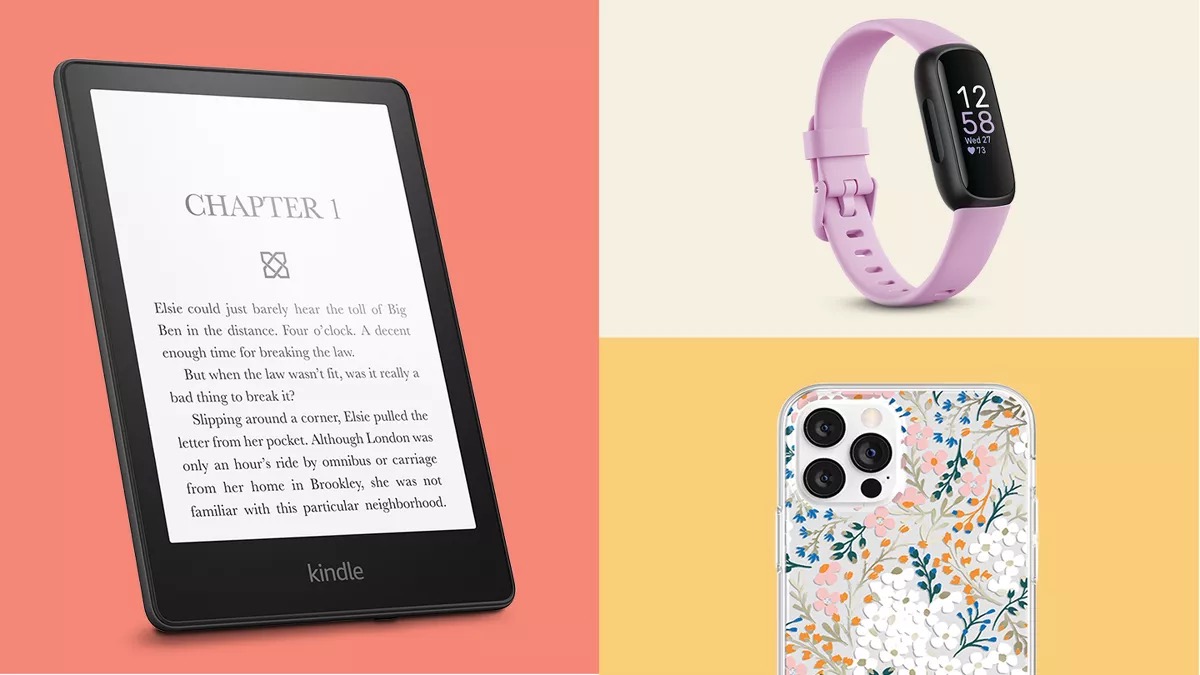 CHAPTER 1
Elsie could just barely hear the toll of Big
Ben in the distance. Four o'clock. A decent
enough time for breaking the law.
But when the law wasn't fit, was it really a
bad thing to break it?
Slipping around a corner, Elsie pulled the
letter from her pocket. Although London was
only an hour's ride by omnibus or carriage
from her home in Brookley, she was not
familiar with this particular neighborhood.
kindle
12
58
Wed 27
73